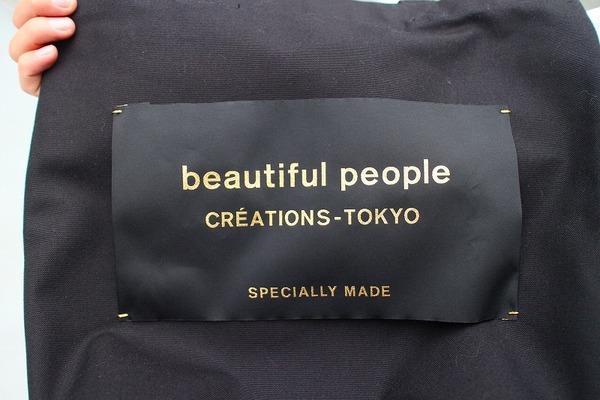 beautiful people
CRÉATIONS-TOKYO
SPECIALLY MADE